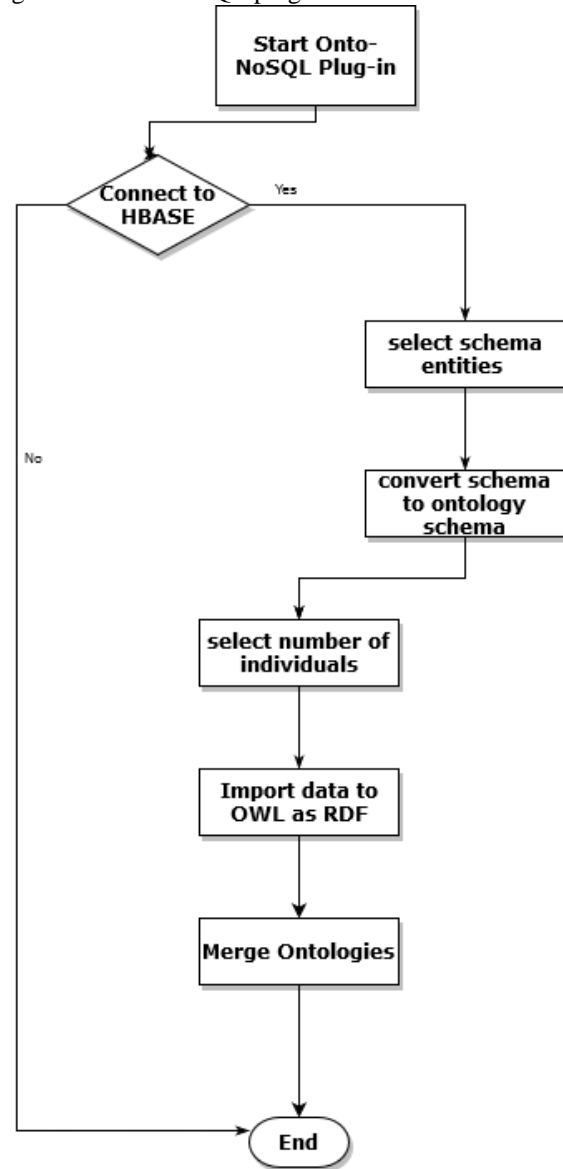 Start Onto-
NoSQL Plug-in
Connect to
HBASE
Yes
select schema
entities
No
convert schema
to ontology
schema
select number of
individuals
Import data to
OWL as RDF
Merge Ontologies
End